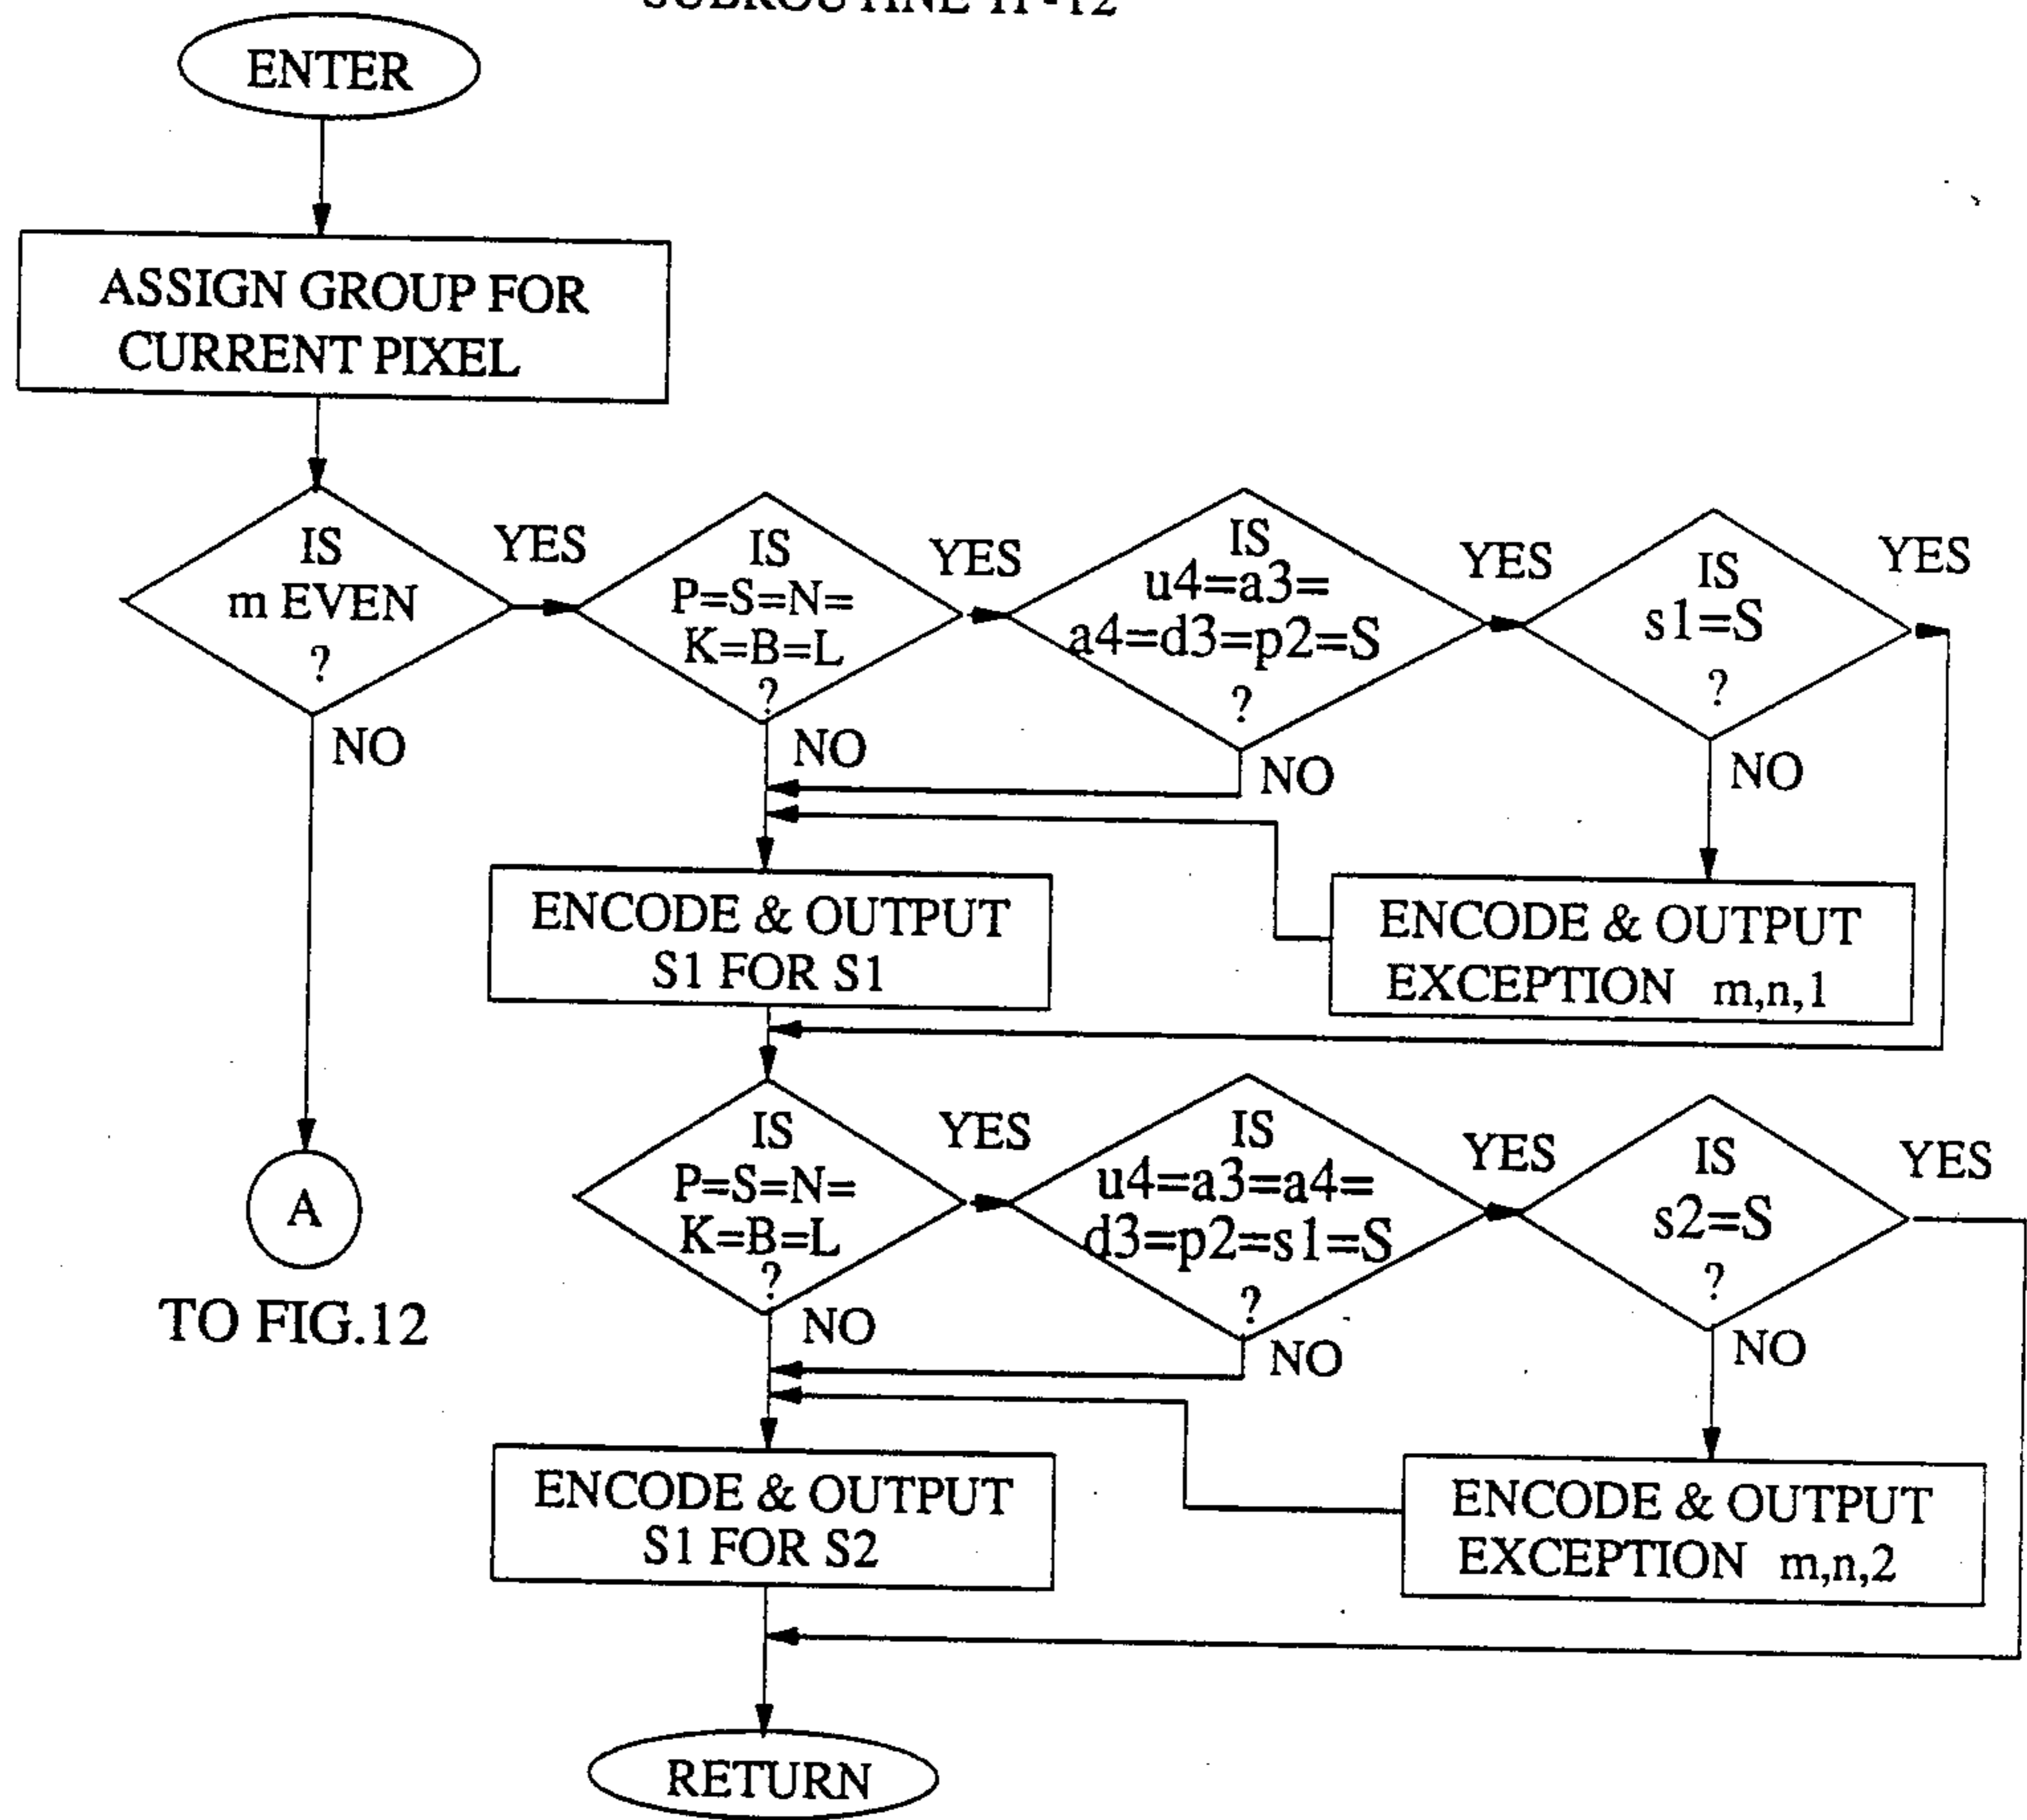 SUBROUTINE
ENTER
ASSIGN GROUP FOR
CURRENT PIXEL
IS
m EVEN
?
YES
NO
IS
P=S=N=
K=B=L
?
YES
NO
IS
u4=a3=
a4=d3=p2=S
?
YES
NO
IS
s1=S
?
YES
NO
ENCODE & OUTPUT
S1 FOR S1
ENCODE & OUTPUT
EXCEPTION m,n,1
A
TO FIG.12
IS
P=S=N=
K=B=L
?
YES
NO
IS
u4=a3=a4=
d3=p2=s1=S
?
YES
NO
IS
s2=S
?
YES
NO
ENCODE & OUTPUT
S1 FOR S2
ENCODE & OUTPUT
EXCEPTION m,n,2
RETURN